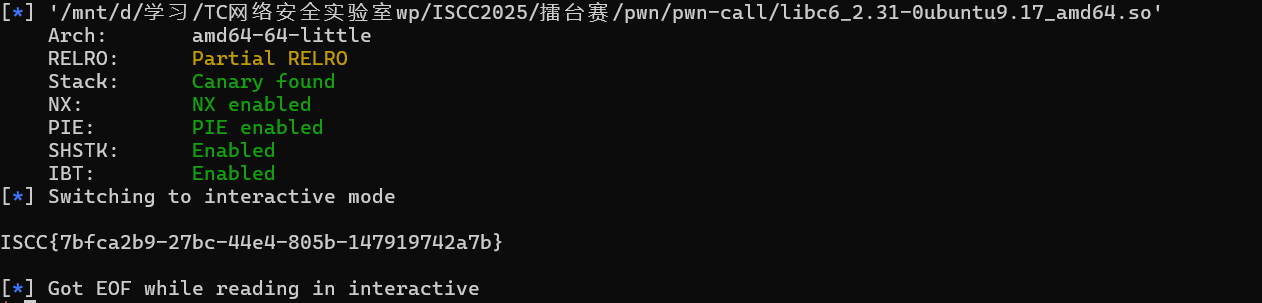 [*] '/mnt/d/学习/TC网络安全实验室wp/ISCC2025/擂台赛/pwn/pwn-call/libc6_2.31-0ubuntu9.17_amd64.so'
    Arch:       amd64-64-little
    RELRO:      Partial RELRO
    Stack:      Canary found
    NX:         NX enabled
    PIE:        PIE enabled
    SHSTK:      Enabled
    IBT:        Enabled
[*] Switching to interactive mode
ISCC{7bfca2b9-27bc-44e4-805b-147919742a7b}
[*] Got EOF while reading in interactive